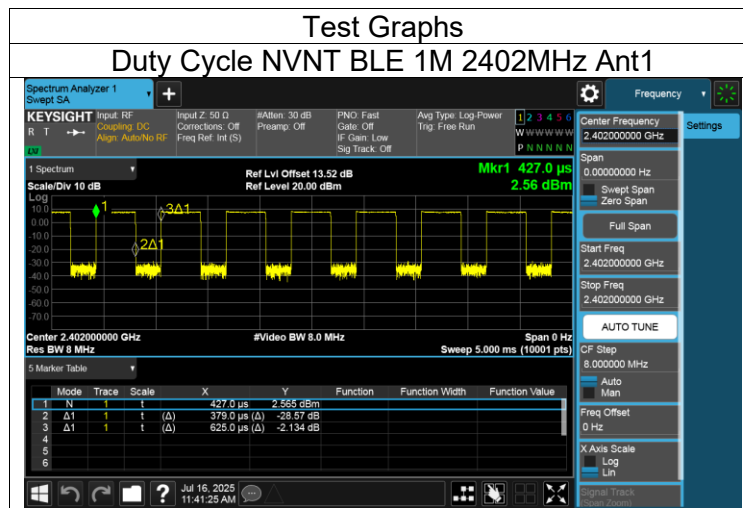 Test Graphs
Duty Cycle NVNT BLE 1M 2402MHz Ant1
Spectrum Analyzer 1
Swept SA
Frequency
KEYSIGHT
R T
LXI
Input: RF
Coupling: DC
Align: Auto/No RF
Input Z: 50 Ω
Corrections: Off
Freq Ref: Int (S)
#Atten: 30 dB
Preamp: Off
PNO: Fast
Gate: Off
IF Gain: Low
Sig Track: Off
Avg Type: Log-Power
Trig: Free Run
1 2 3 4 5 6
W W W W W W
P N N N N N
1 Spectrum
Scale/Div 10 dB
Ref Lvl Offset 13.52 dB
Ref Level 20.00 dBm
Mkr1 427.0 µs
2.56 dBm
Log
10.0
0.00
-10.0
-20.0
-30.0
-40.0
-50.0
-60.0
-70.0
1
2Δ1
3Δ1
Center 2.402000000 GHz
Res BW 8 MHz
#Video BW 8.0 MHz
Span 0 Hz
Sweep 5.000 ms (10001 pts)
5 Marker Table
Mode Trace Scale X Y Function Function Width Function Value
1 N 1 t 427.0 µs 2.565 dBm
2 Δ1 1 t (Δ) 379.0 µs (Δ) -28.57 dB
3 Δ1 1 t (Δ) 625.0 µs (Δ) -2.134 dB
4
5
6
Jul 16, 2025
11:41:25 AM
Center Frequency
2.402000000 GHz
Span
0.00000000 Hz
Swept Span
Zero Span
Full Span
Start Freq
2.402000000 GHz
Stop Freq
2.402000000 GHz
AUTO TUNE
CF Step
8.000000 MHz
Auto
Man
Freq Offset
0 Hz
X Axis Scale
Log
Lin
Signal Track
(Span Zoom)
Settings